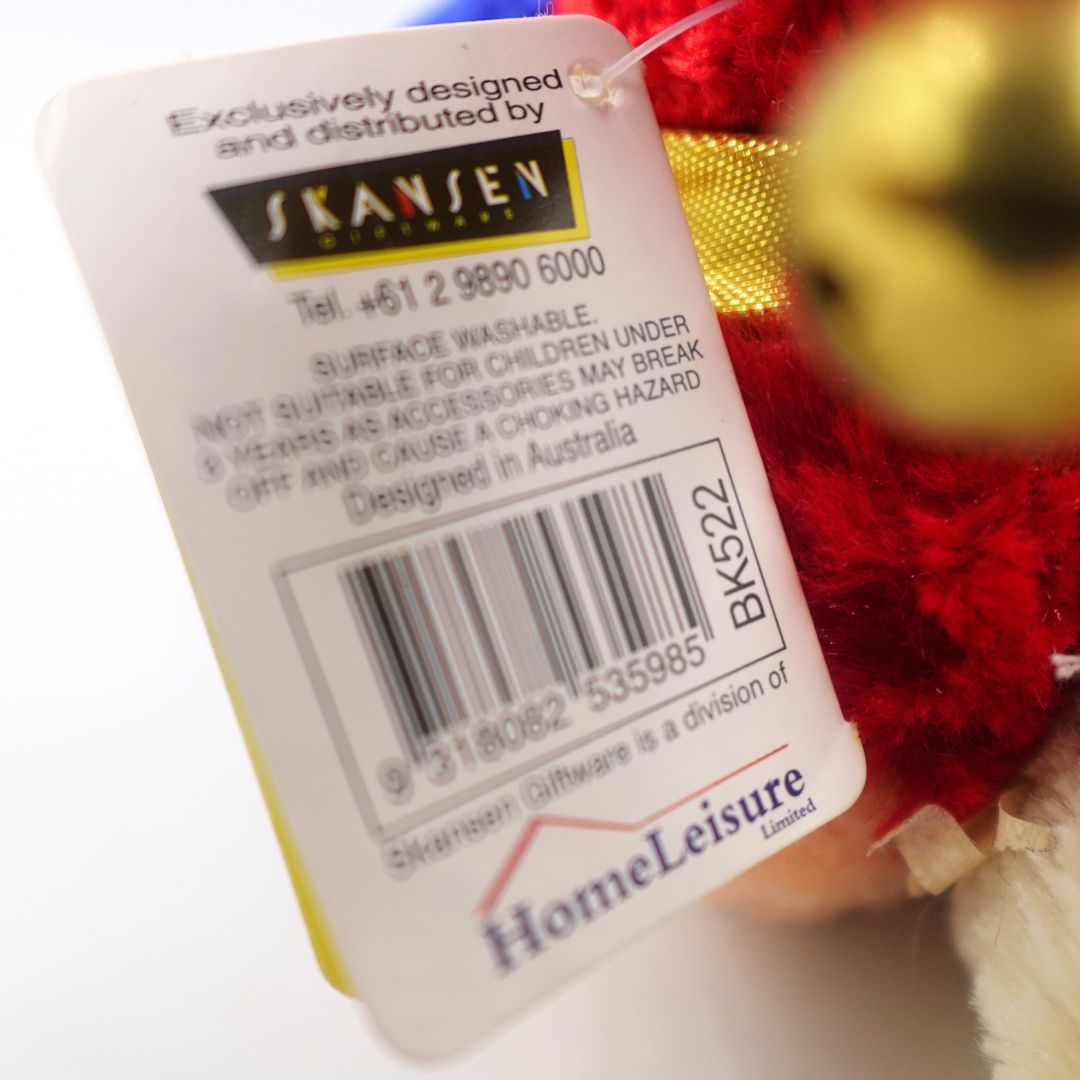 Exclusively designed
and distributed by
SKANSEN
GIFTWARE
Tel. +61 2 9890 6000
SURFACE WASHABLE.
NOT SUITABLE FOR CHILDREN UNDER
YEARS AS ACCESSORIES MAY BREAK
OFF AND CAUSE A CHOKING HAZARD
Designed in Australia
BK522
9 318082 535985
Skansen Giftware is a division of
HomeLeisure
Limited